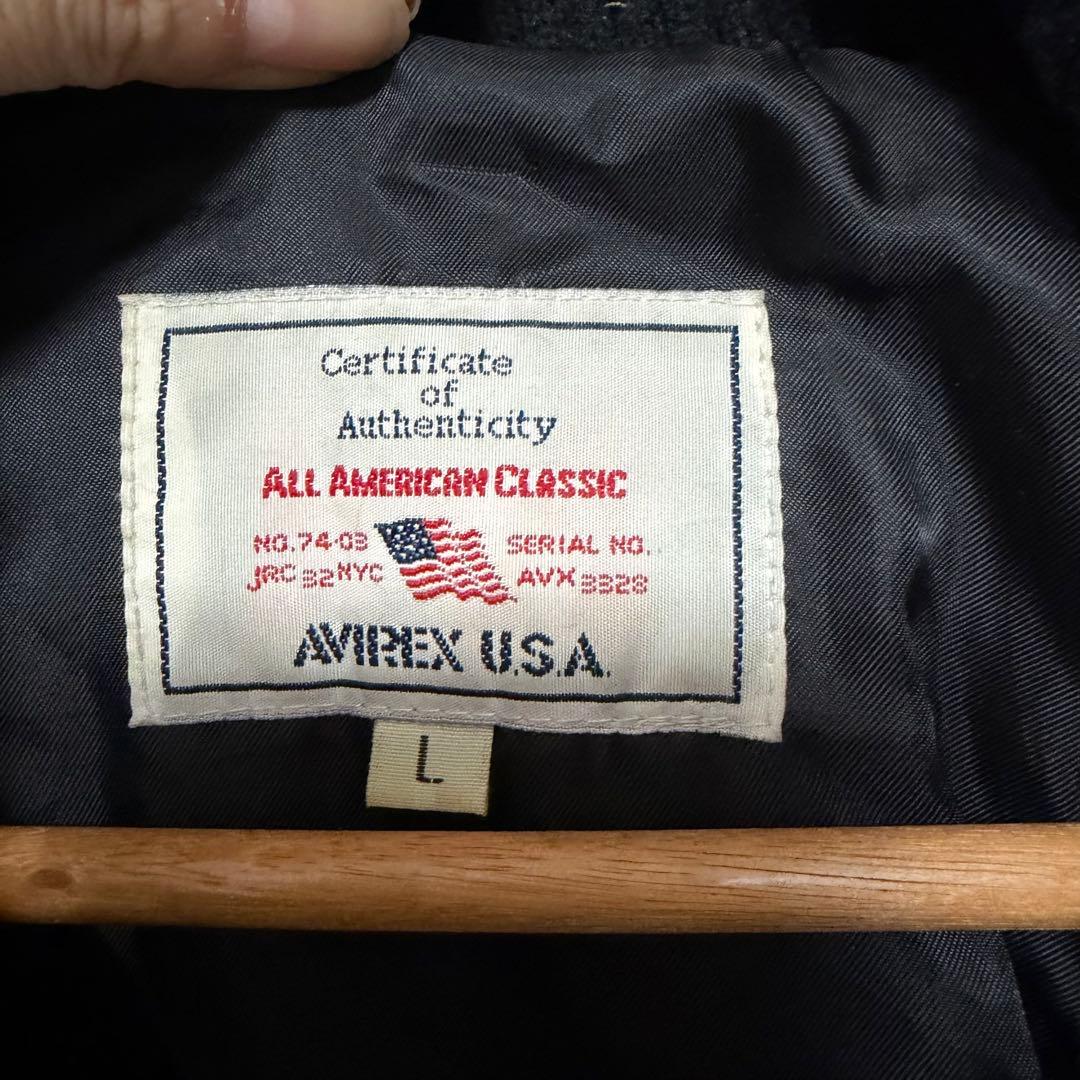 Certificate
of
Authenticity
ALL AMERICAN CLASSIC
NO.74-03 SERIAL NO.
JRC 32 NYC AVX 3328
AVIREX U.S.A.
L